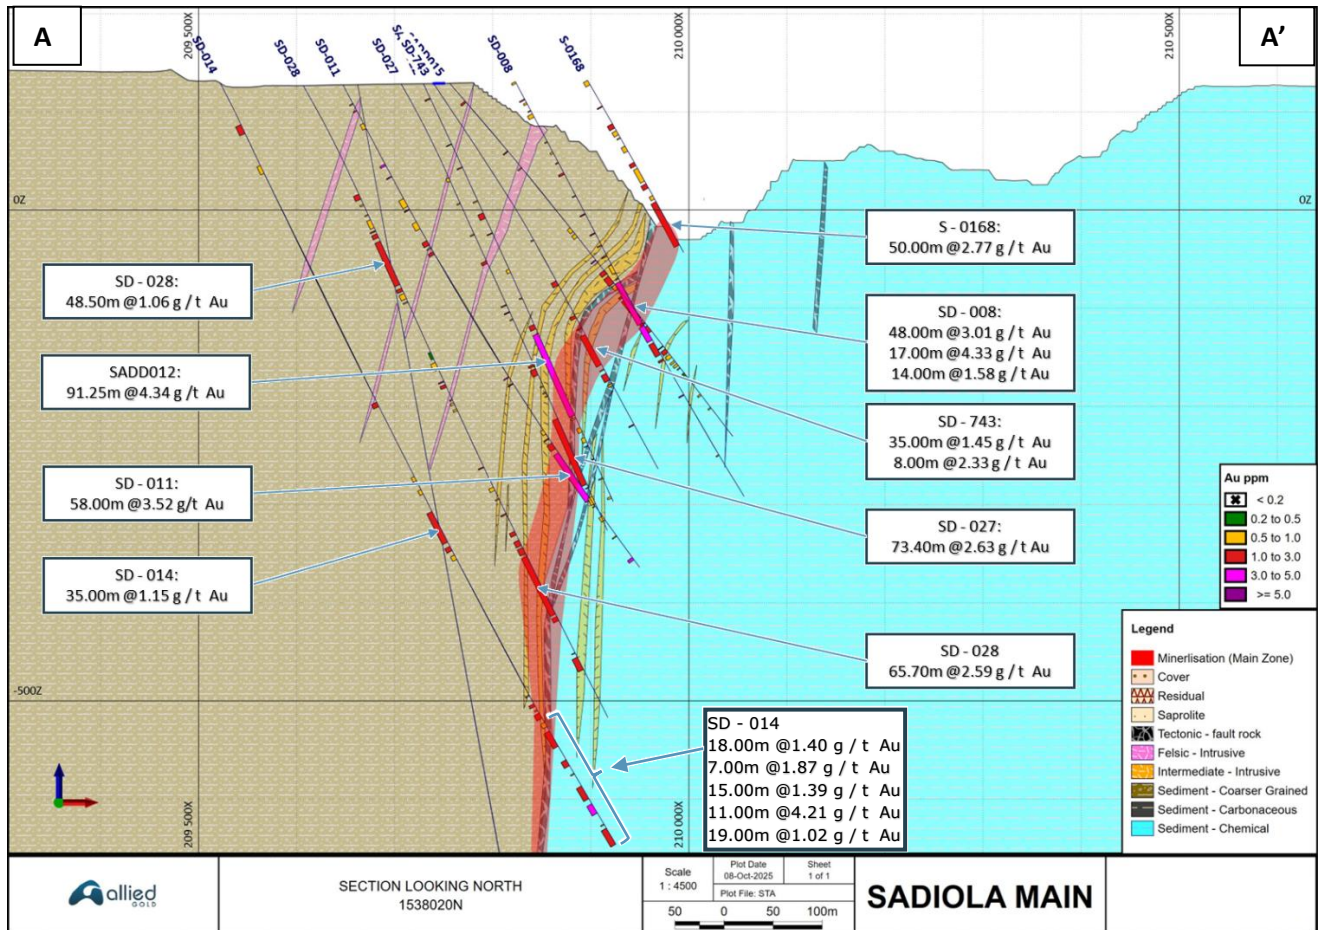 A
A'
209 500X
210 000X
210 500X
SD-014
SD-028
SD-011
SD-027
SD-743
SD-008
S-0168
0Z
0Z
S - 0168:
50.00m @2.77 g / t Au
SD - 028:
48.50m @1.06 g / t Au
SD - 008:
48.00m @3.01 g / t Au
17.00m @4.33 g / t Au
14.00m @1.58 g / t Au
SADD012:
91.25m @4.34 g / t Au
SD - 743:
35.00m @1.45 g / t Au
8.00m @2.33 g / t Au
SD - 011:
58.00m @3.52 g/t Au
SD - 027:
73.40m @2.63 g / t Au
SD - 014:
35.00m @1.15 g / t Au
SD - 028
65.70m @2.59 g / t Au
Au ppm
< 0.2
0.2 to 0.5
0.5 to 1.0
1.0 to 3.0
3.0 to 5.0
>= 5.0
-500Z
SD - 014
18.00m @1.40 g / t Au
7.00m @1.87 g / t Au
15.00m @1.39 g / t Au
11.00m @4.21 g / t Au
19.00m @1.02 g / t Au
Legend
Minerlisation (Main Zone)
Cover
Residual
Saprolite
Tectonic - fault rock
Felsic - Intrusive
Intermediate - Intrusive
Sediment - Coarser Grained
Sediment - Carbonaceous
Sediment - Chemical
209 500X
210 000X
allied
GOLD
SECTION LOOKING NORTH
1538020N
Scale
1 : 4500
Plot Date
08-Oct-2025
Sheet
1 of 1
Plot File: STA
50 0 50 100m
SADIOLA MAIN